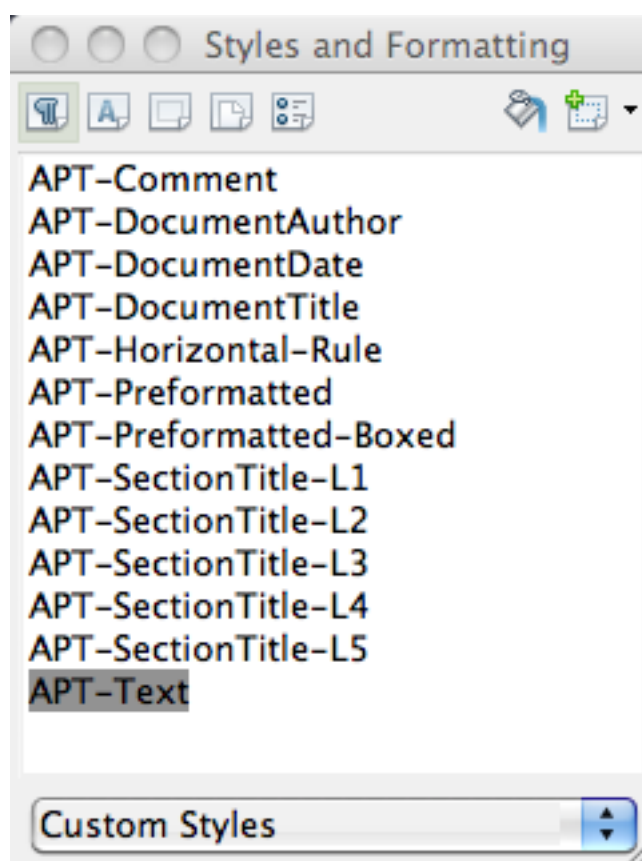 Styles and Formatting
APT-Comment
APT-DocumentAuthor
APT-DocumentDate
APT-DocumentTitle
APT-Horizontal-Rule
APT-Preformatted
APT-Preformatted-Boxed
APT-SectionTitle-L1
APT-SectionTitle-L2
APT-SectionTitle-L3
APT-SectionTitle-L4
APT-SectionTitle-L5
APT-Text
Custom Styles